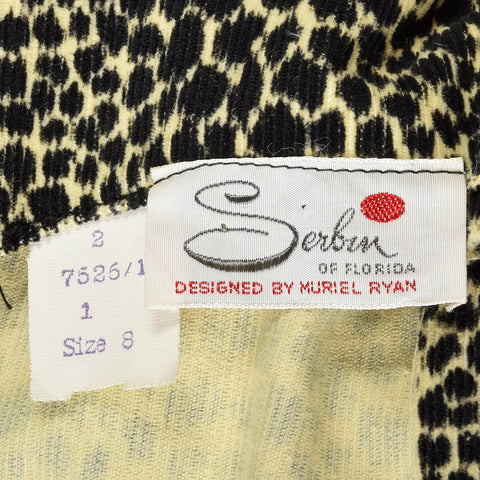 Serbin
OF FLORIDA
DESIGNED BY MURIEL RYAN
2
7526/1
1
Size 8